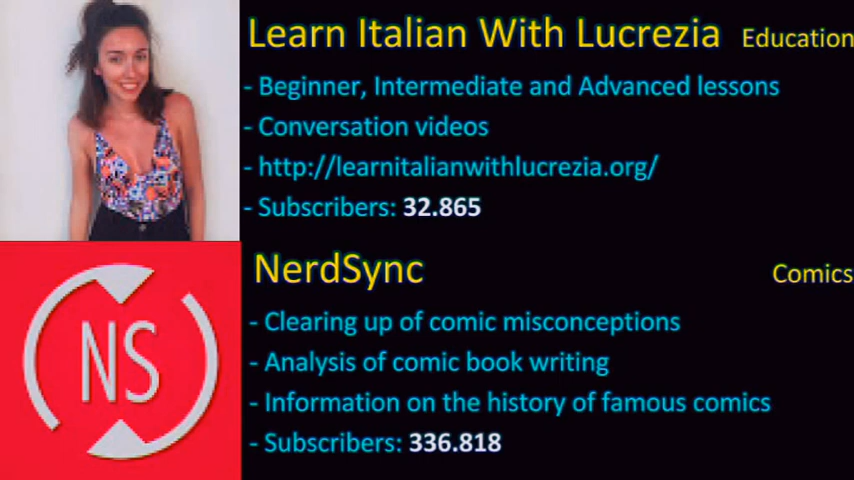 Learn Italian With Lucrezia Education
- Beginner, Intermediate and Advanced lessons
- Conversation videos
- http://learnitalianwithlucrezia.org/
- Subscribers: 32.865
NS
NerdSync Comics
- Clearing up of comic misconceptions
- Analysis of comic book writing
- Information on the history of famous comics
- Subscribers: 336.818